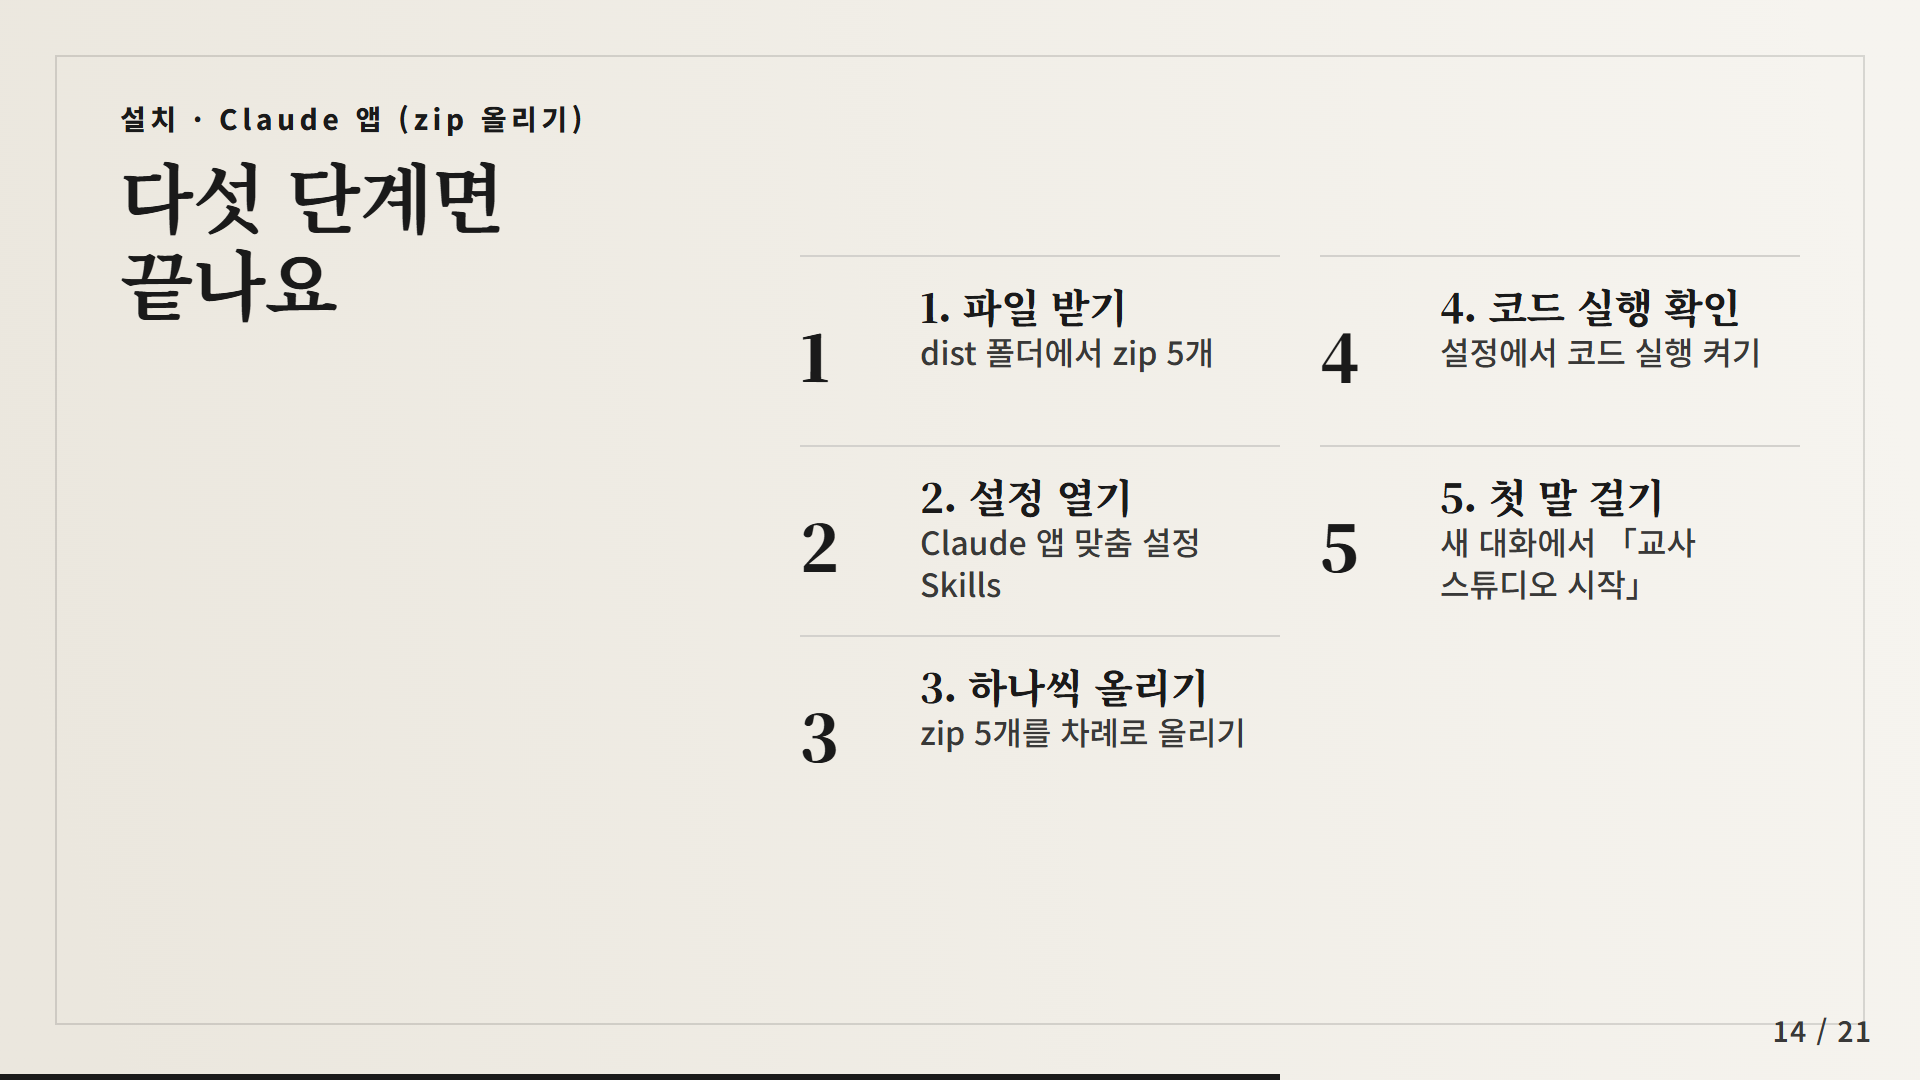 설치 · Claude 앱 (zip 올리기)
다섯 단계면
끝나요
1
1. 파일 받기
dist 폴더에서 zip 5개
2
2. 설정 열기
Claude 앱 맞춤 설정
Skills
3
3. 하나씩 올리기
zip 5개를 차례로 올리기
4
4. 코드 실행 확인
설정에서 코드 실행 켜기
5
5. 첫 말 걸기
새 대화에서 「교사
스튜디오 시작」
14 / 21